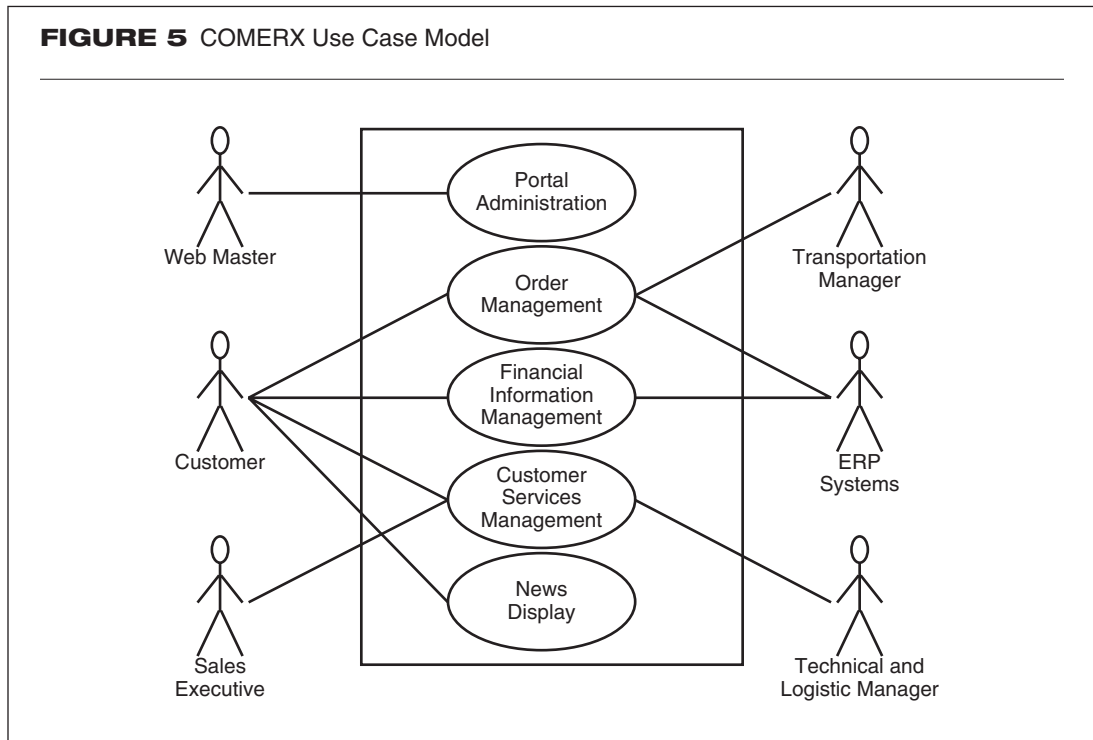 FIGURE 5 COMERX Use Case Model
Portal
Administration
Web Master
Transportation
Manager
Order
Management
Financial
Information
Management
Customer
ERP
Systems
Customer
Services
Management
News
Display
Sales
Executive
Technical and
Logistic Manager